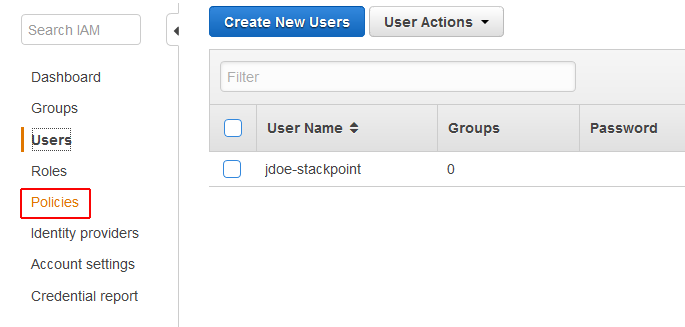 Search IAM
Dashboard
Groups
Users
Roles
Policies
Identity providers
Account settings
Credential report
Create New Users
User Actions
Filter
User Name Groups Password
jdoe-stackpoint 0